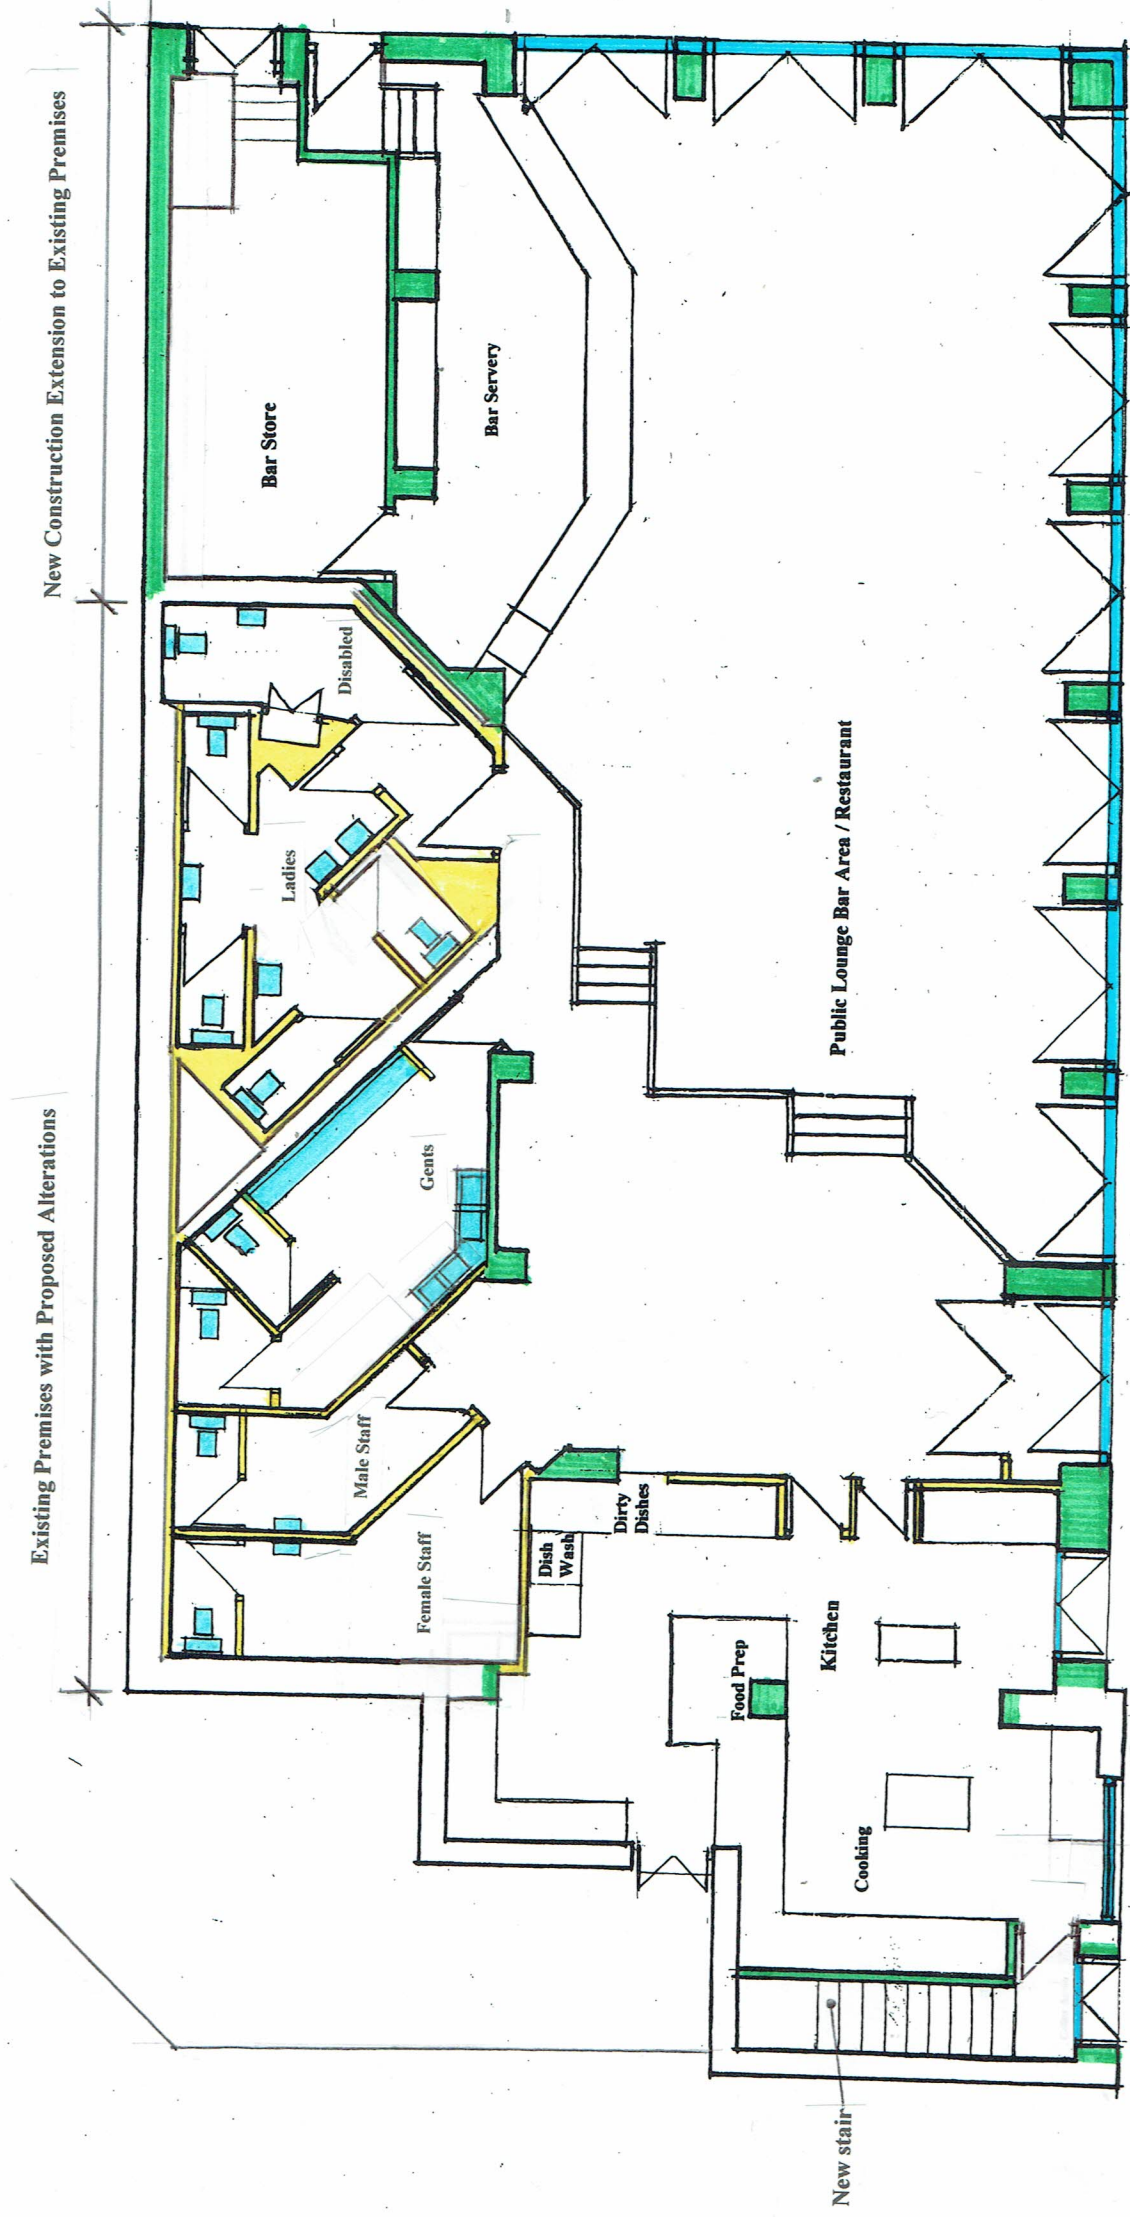 Existing Premises with Proposed Alterations
New Construction Extension to Existing Premises
Bar Store
Bar Servery
Disabled
Ladies
Gents
Male Staff
Female Staff
Public Lounge Bar Area / Restaurant
Dirty
Dishes
Dish
Wash
Food Prep
Kitchen
Cooking
New stair